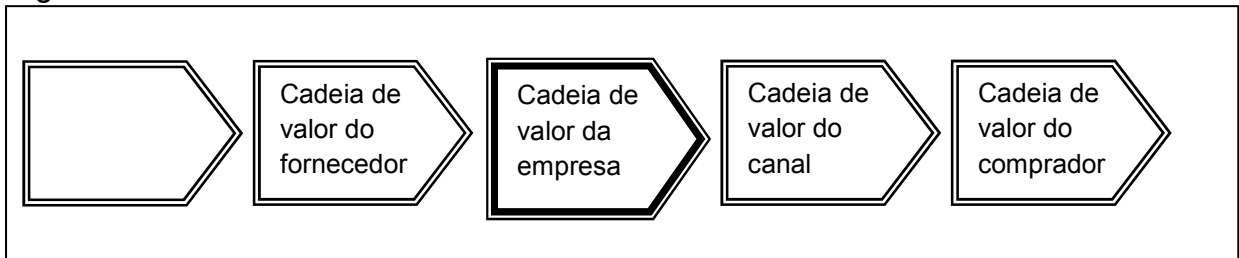 Cadeia de
valor do
fornecedor
Cadeia de
valor da
empresa
Cadeia de
valor do
canal
Cadeia de
valor do
comprador